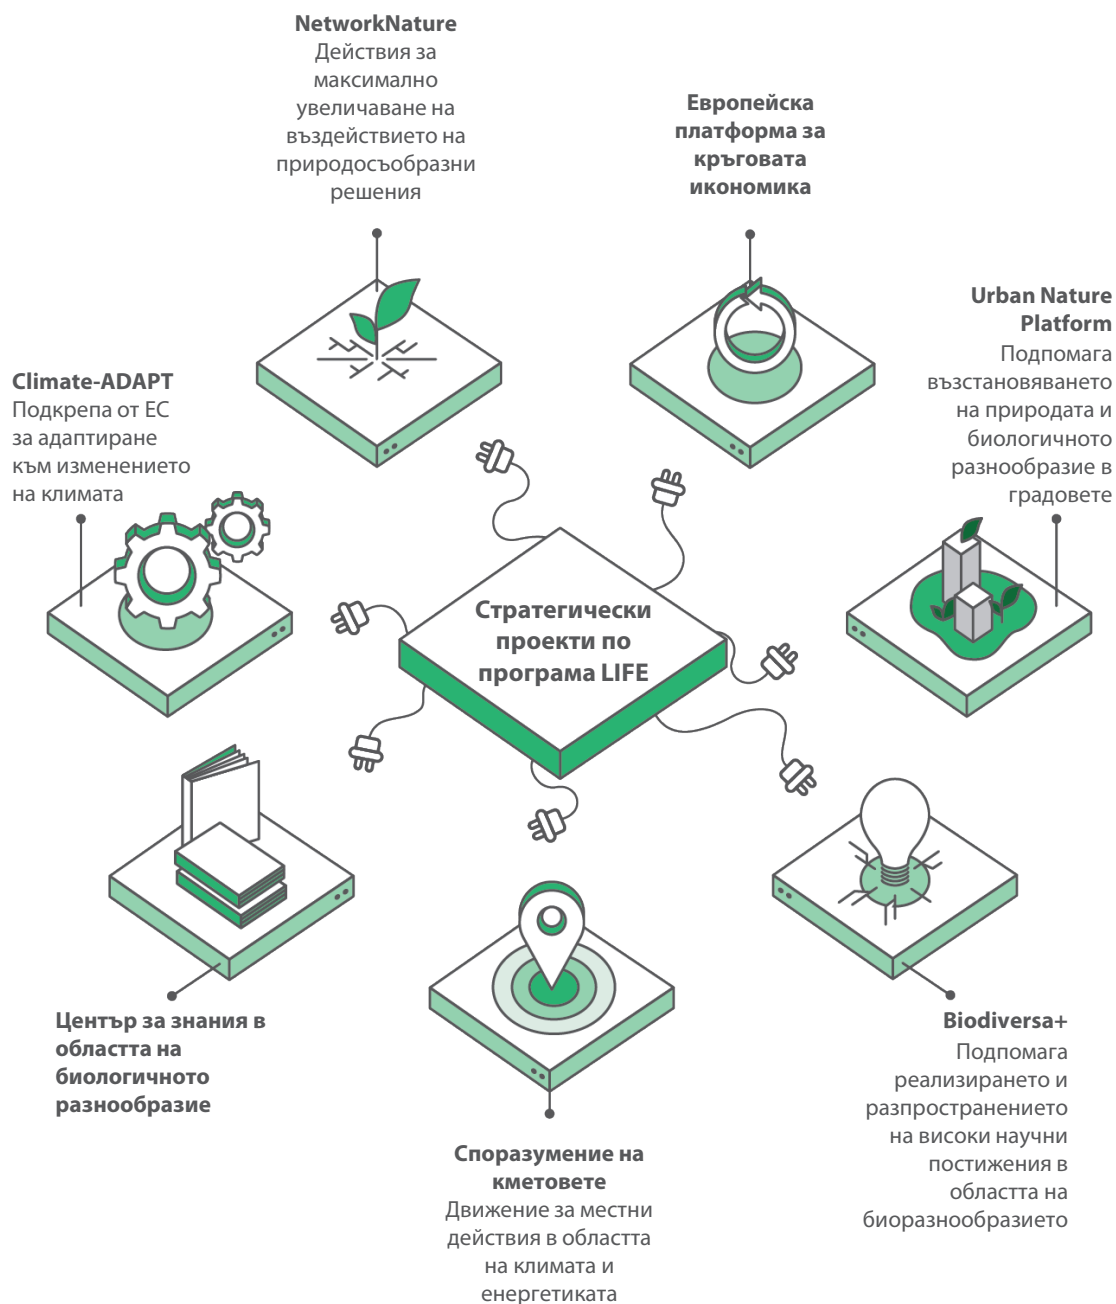 NetworkNature
Действия за
максимално
увеличаване на
въздействието на
природосъобразни
решения
Европейска
платформа за
кръговата
икономика
Urban Nature
Platform
Подпомага
възстановяването
на природата и
биологичното
разнообразие в
градовете
Climate-ADAPT
Подкрепа от ЕС
за адаптиране
към изменението
на климата
Стратегически
проекти по
програма LIFE
Център за знания в
областта на
биологичното
разнообразие
Споразумение на
кметовете
Движение за местни
действия в областта
на климата и
енергетиката
Biodiversa+
Подпомага
реализирането и
разпространението
на високи научни
постижения в
областта на
биоразнообразието